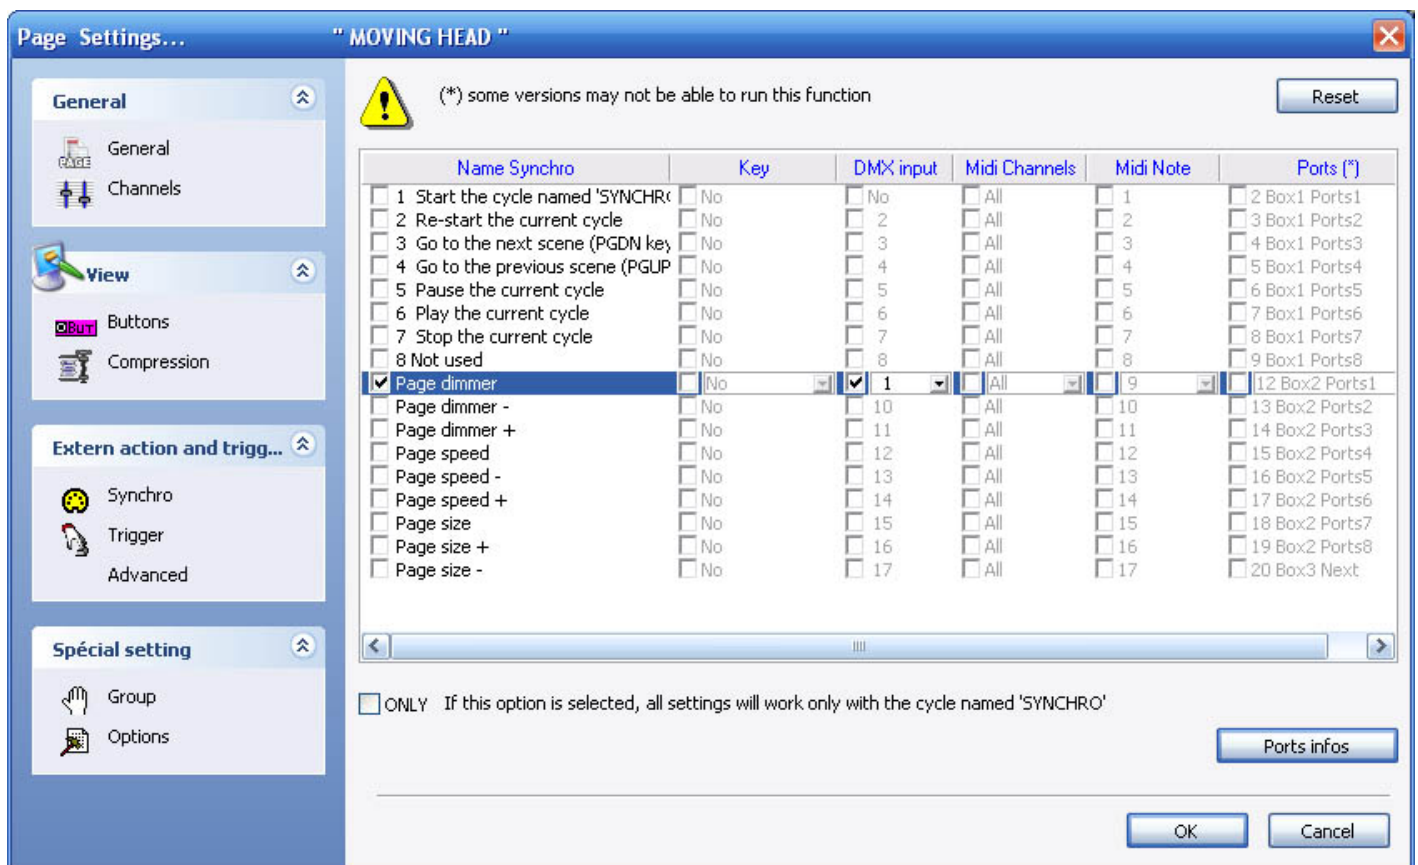 Page Settings... " MOVING HEAD "
General
General
Channels
View
Buttons
Compression
Extern action and trigg...
Synchro
Trigger
Advanced
Spécial setting
Group
Options
(*) some versions may not be able to run this function
Reset
Name Synchro Key DMX input Midi Channels Midi Note Ports (*)
1 Start the cycle named 'SYNCHR( No No All 1 2 Box1 Ports1
2 Re-start the current cycle No 2 All 2 3 Box1 Ports2
3 Go to the next scene (PGDN key No 3 All 3 4 Box1 Ports3
4 Go to the previous scene (PGUP No 4 All 4 5 Box1 Ports4
5 Pause the current cycle No 5 All 5 6 Box1 Ports5
6 Play the current cycle No 6 All 6 7 Box1 Ports6
7 Stop the current cycle No 7 All 7 8 Box1 Ports7
8 Not used No 8 All 8 9 Box1 Ports8
Page dimmer No 1 All 9 12 Box2 Ports1
Page dimmer - No 10 All 10 13 Box2 Ports2
Page dimmer + No 11 All 11 14 Box2 Ports3
Page speed No 12 All 12 15 Box2 Ports4
Page speed - No 13 All 13 16 Box2 Ports5
Page speed + No 14 All 14 17 Box2 Ports6
Page size No 15 All 15 18 Box2 Ports7
Page size + No 16 All 16 19 Box2 Ports8
Page size - No 17 All 17 20 Box3 Next
ONLY If this option is selected, all settings will work only with the cycle named 'SYNCHRO'
Ports infos
OK Cancel